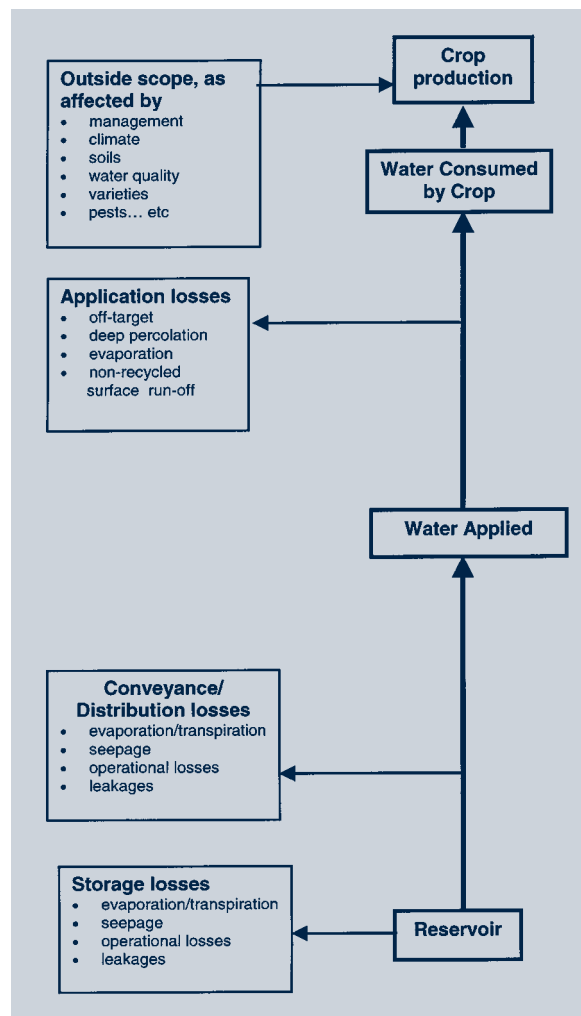 Crop
production
Outside scope, as
affected by
• management
• climate
• soils
• water quality
• varieties
• pests... etc
Water Consumed
by Crop
Application losses
• off-target
• deep percolation
• evaporation
• non-recycled
surface run-off
Water Applied
Conveyance/
Distribution losses
• evaporation/transpiration
• seepage
• operational losses
• leakages
Storage losses
• evaporation/transpiration
• seepage
• operational losses
• leakages
Reservoir